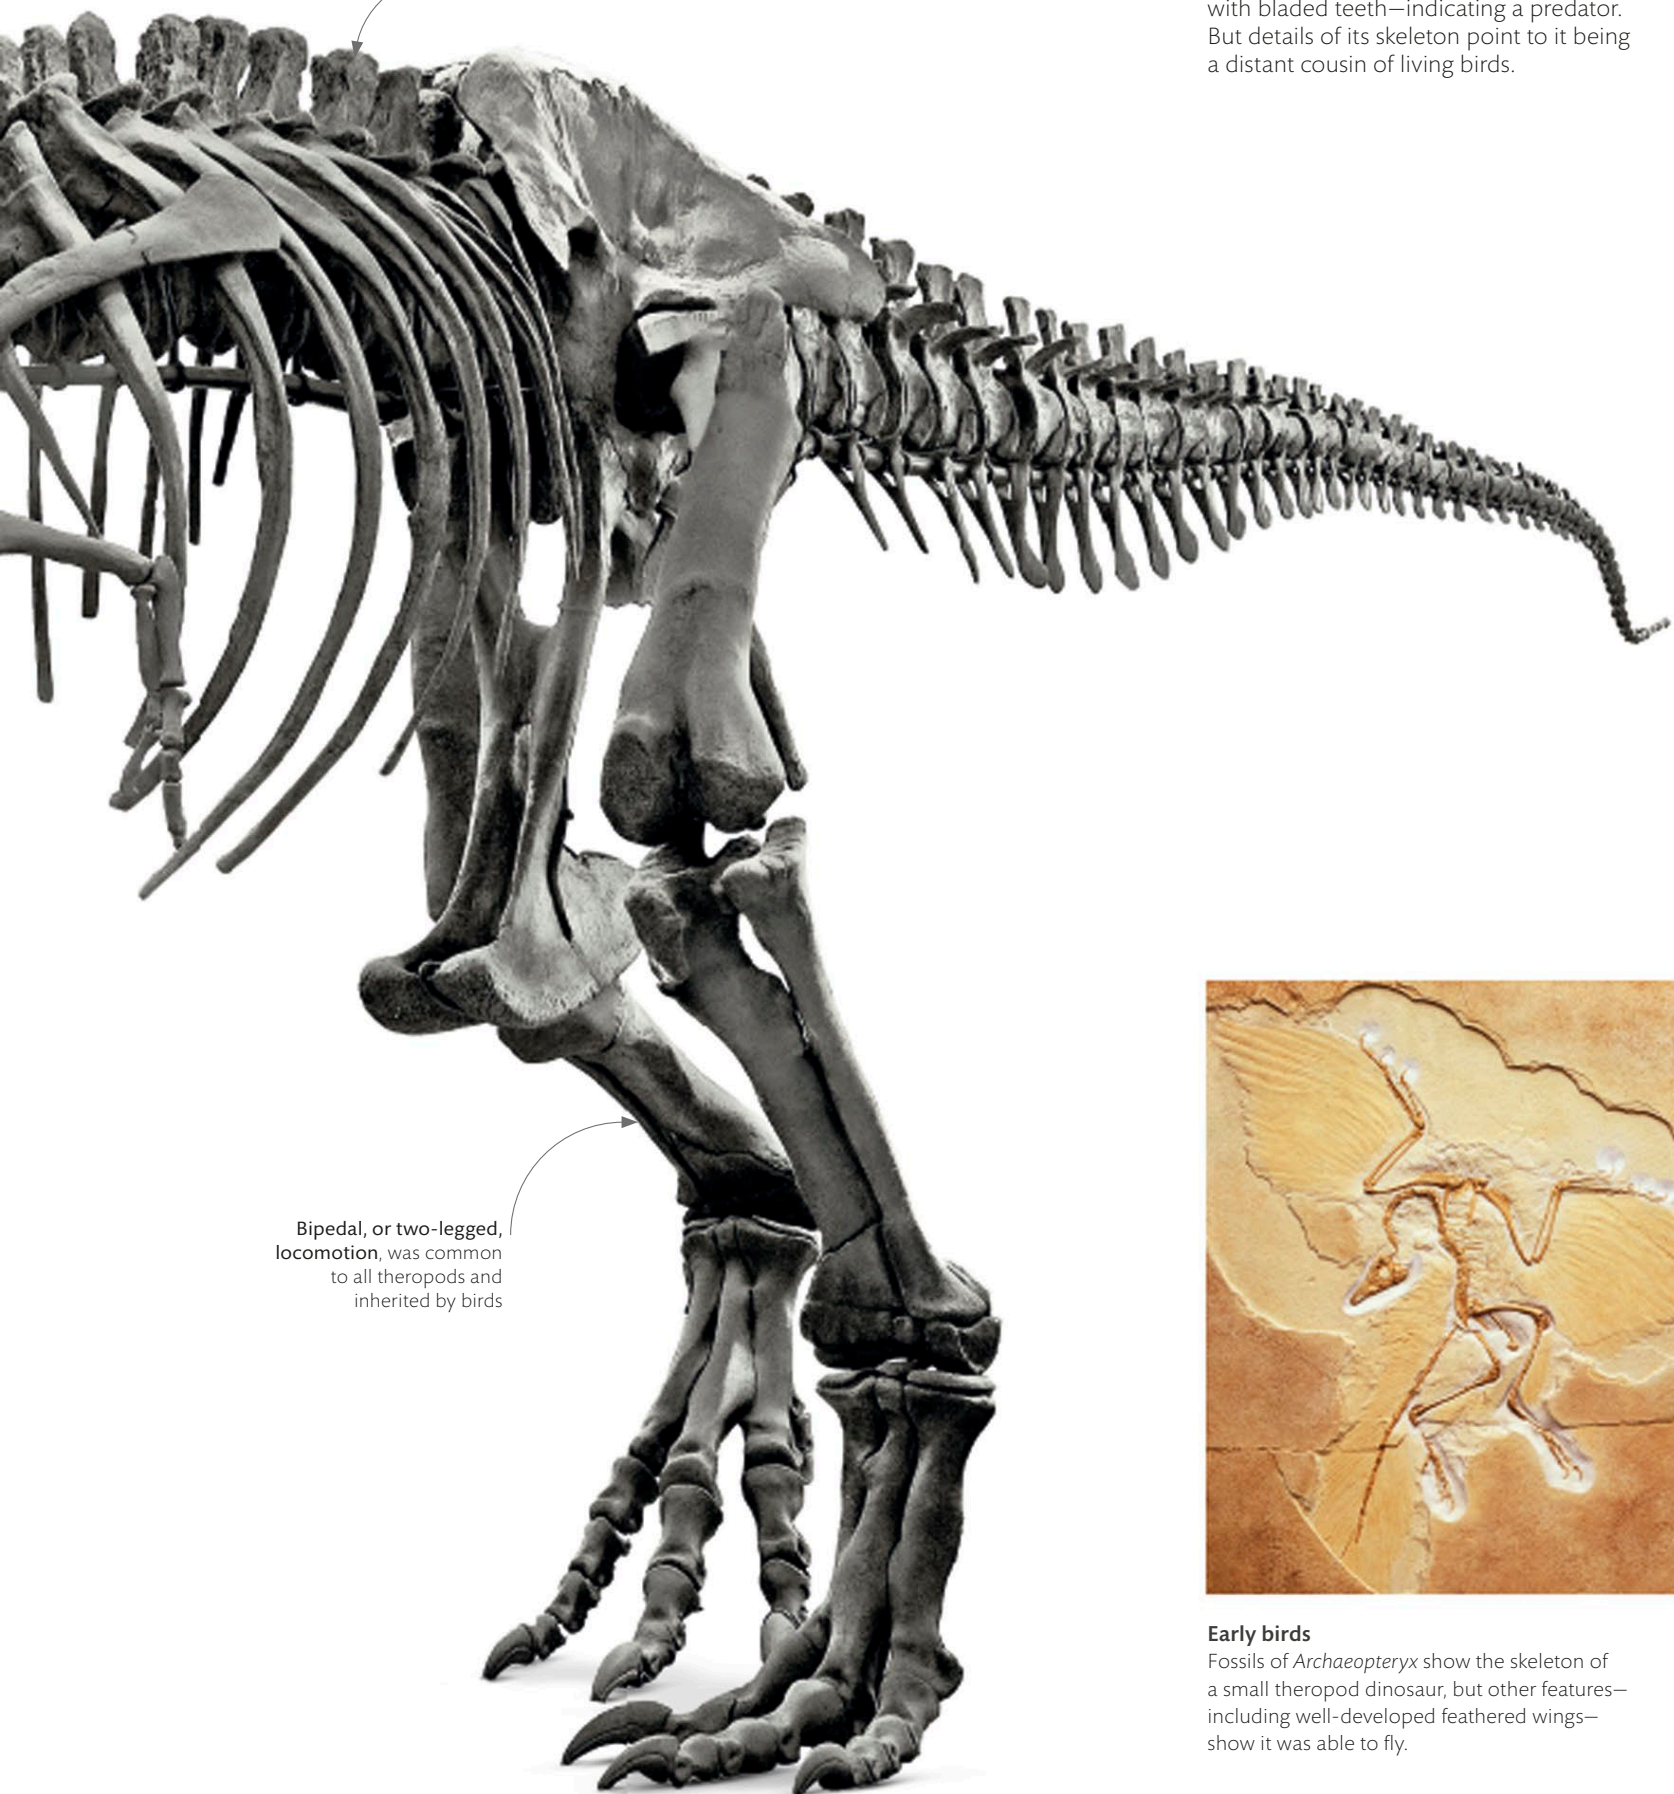 with bladed teeth—indicating a predator.
But details of its skeleton point to it being
a distant cousin of living birds.
Bipedal, or two-legged,
locomotion, was common
to all theropods and
inherited by birds
Early birds
Fossils of Archaeopteryx show the skeleton of
a small theropod dinosaur, but other features—
including well-developed feathered wings—
show it was able to fly.